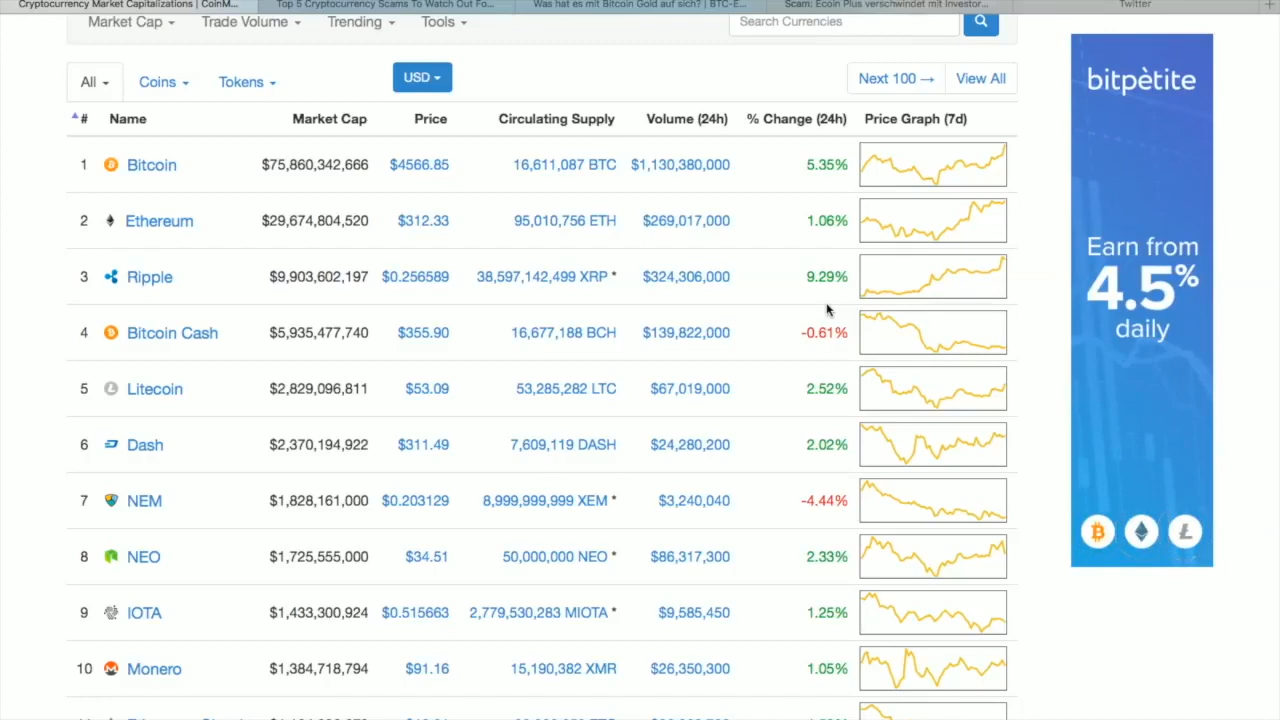 Cryptocurrency Market Capitalizations | CoinM... Top 5 Cryptocurrency Scams To Watch Out Fo... Was hat es mit Bitcoin Gold auf sich? | BTC-E... Scam: Ecoin Plus verschwindet mit Investor... Twitter
Market Cap Trade Volume Trending Tools Search Currencies
All Coins Tokens USD Next 100 → View All
# Name Market Cap Price Circulating Supply Volume (24h) % Change (24h) Price Graph (7d)
1 Bitcoin $75,860,342,666 $4566.85 16,611,087 BTC $1,130,380,000 5.35%
2 Ethereum $29,674,804,520 $312.33 95,010,756 ETH $269,017,000 1.06%
3 Ripple $9,903,602,197 $0.256589 38,597,142,499 XRP * $324,306,000 9.29%
4 Bitcoin Cash $5,935,477,740 $355.90 16,677,188 BCH $139,822,000 -0.61%
5 Litecoin $2,829,096,811 $53.09 53,285,282 LTC $67,019,000 2.52%
6 Dash $2,370,194,922 $311.49 7,609,119 DASH $24,280,200 2.02%
7 NEM $1,828,161,000 $0.203129 8,999,999,999 XEM * $3,240,040 -4.44%
8 NEO $1,725,555,000 $34.51 50,000,000 NEO * $86,317,300 2.33%
9 IOTA $1,433,300,924 $0.515663 2,779,530,283 MIOTA * $9,585,450 1.25%
10 Monero $1,384,718,794 $91.16 15,190,382 XMR $26,350,300 1.05%
bitpètite
Earn from
4.5%
daily